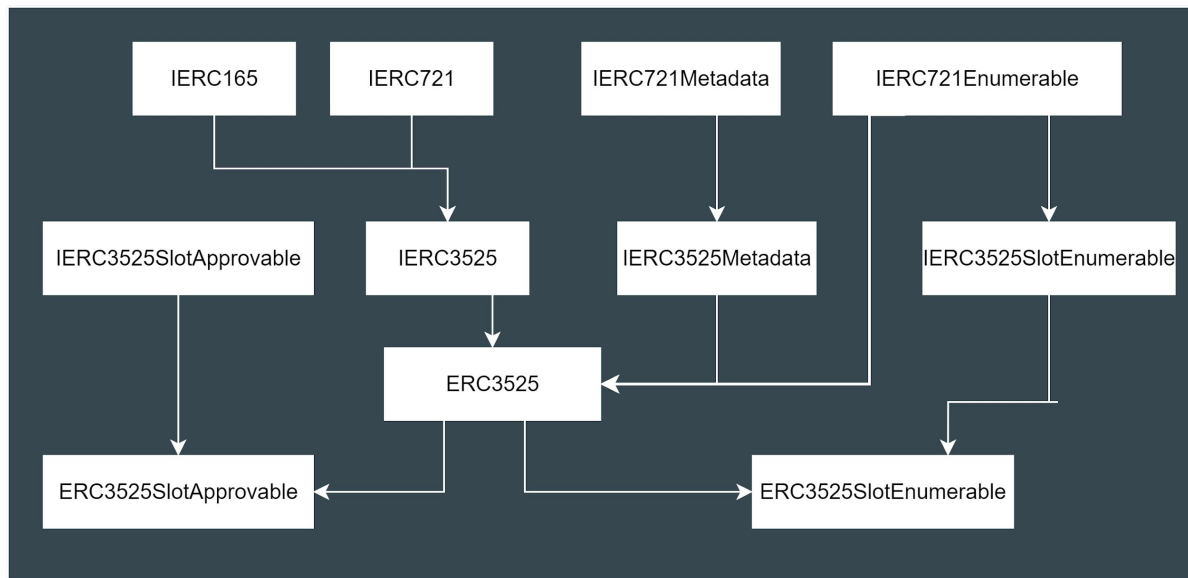 IERC165
IERC721
IERC721Metadata
IERC721Enumerable
IERC3525SlotApprovable
IERC3525
IERC3525Metadata
IERC3525SlotEnumerable
ERC3525
ERC3525SlotApprovable
ERC3525SlotEnumerable